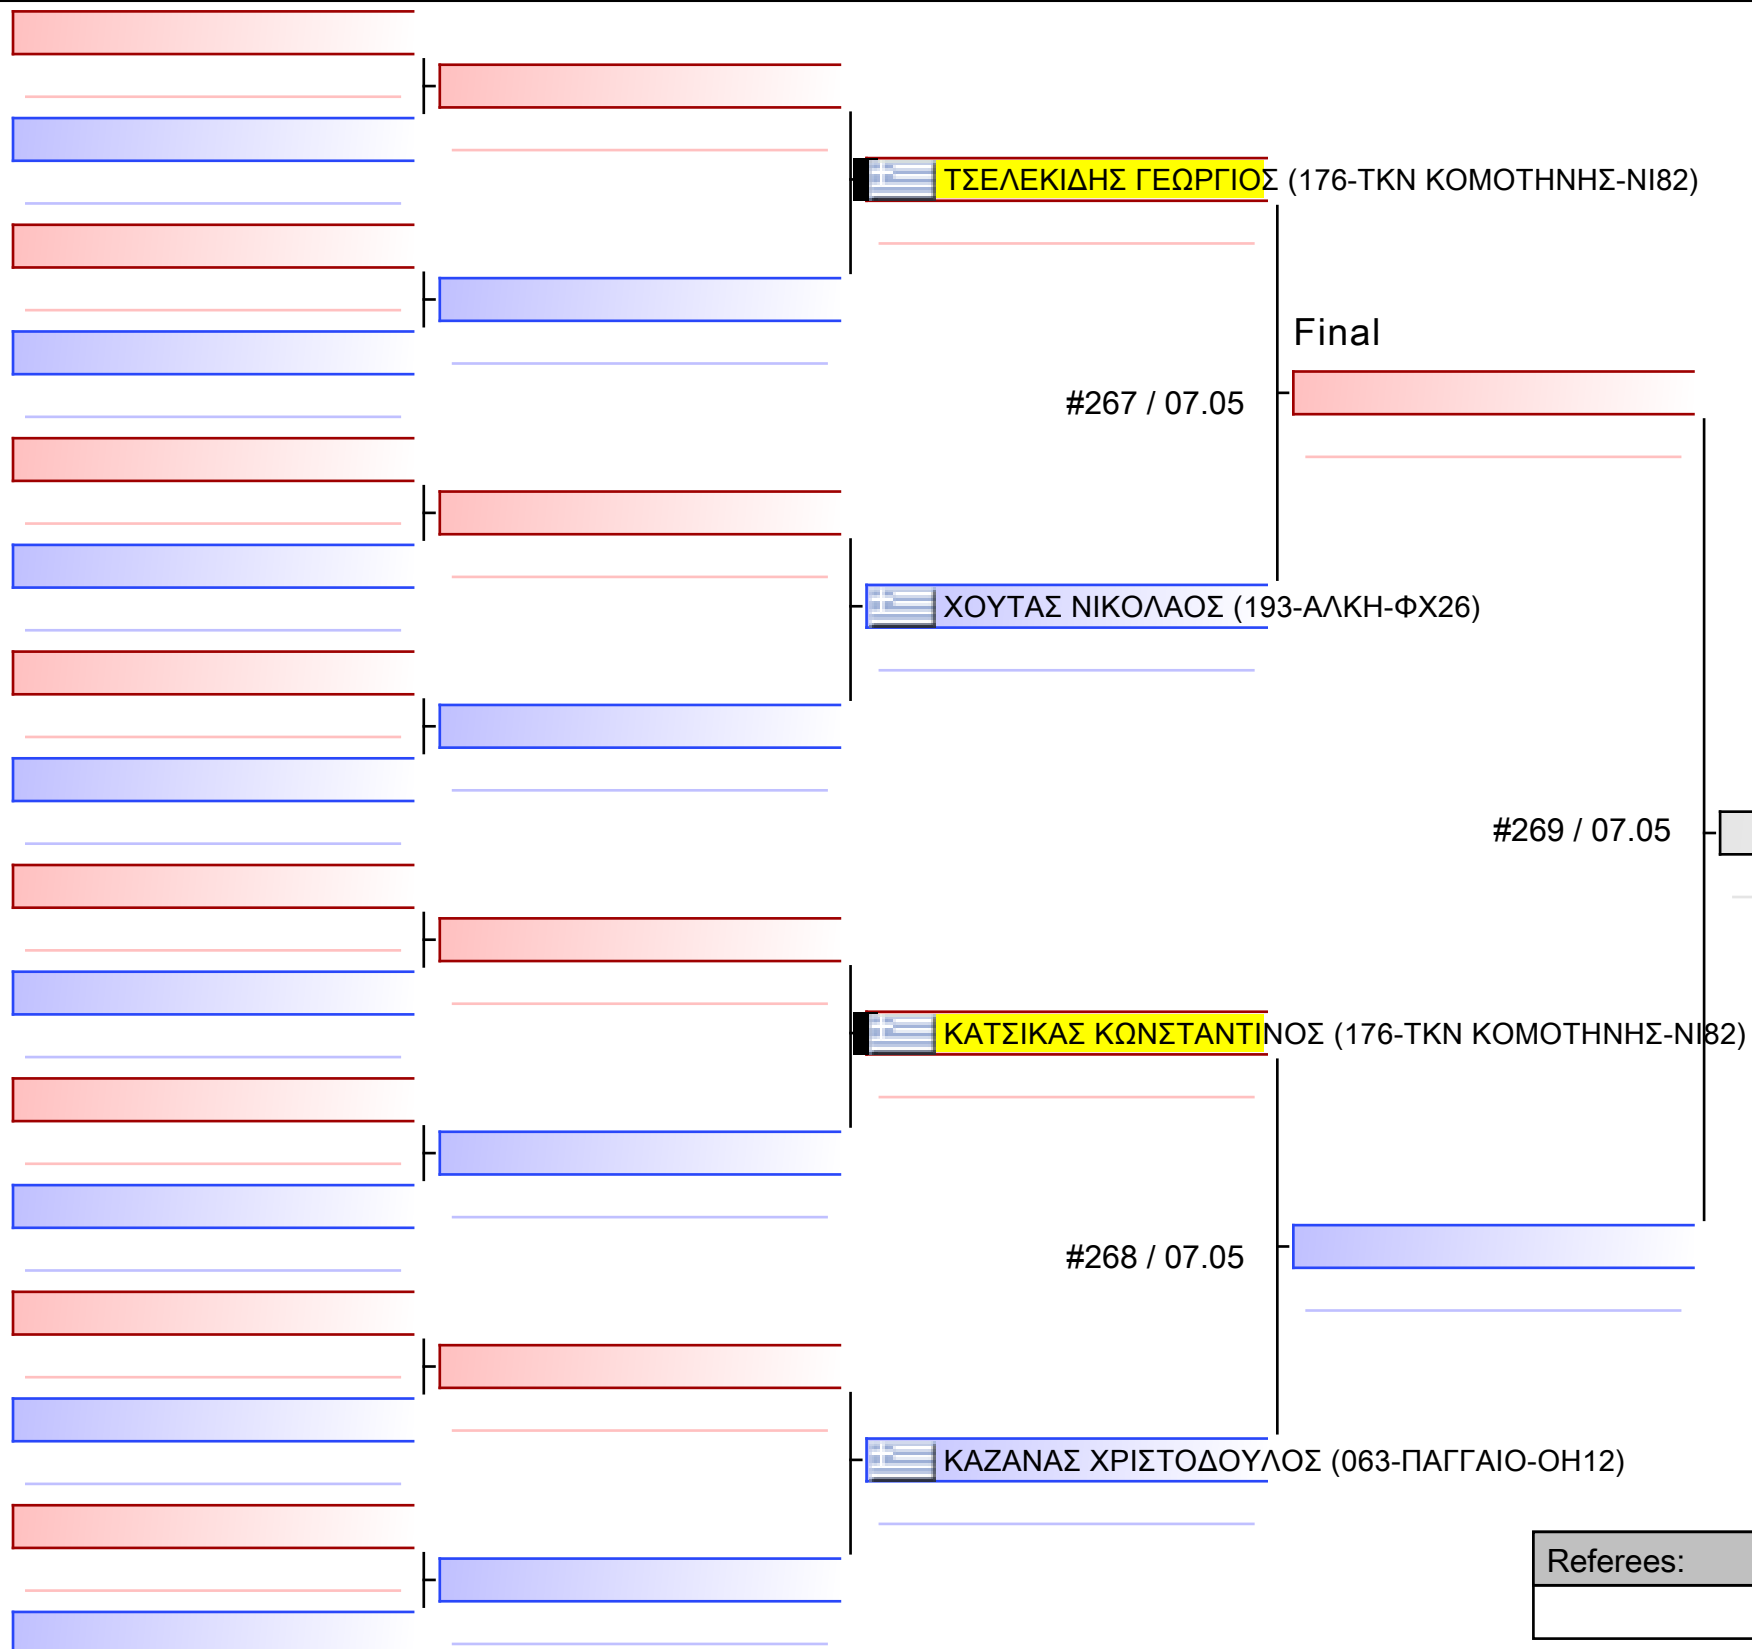 ΤΣΕΛΕΚΙΔΗΣ ΓΕΩΡΓΙΟΣ (176-ΤΚΝ ΚΟΜΟΤΗΝΗΣ-ΝΙ82)
Final
#267 / 07.05
ΧΟΥΤΑΣ ΝΙΚΟΛΑΟΣ (193-ΑΛΚΗ-ΦΧ26)
#269 / 07.05
ΚΑΤΣΙΚΑΣ ΚΩΝΣΤΑΝΤΙΝΟΣ (176-ΤΚΝ ΚΟΜΟΤΗΝΗΣ-ΝΙ82)
#268 / 07.05
ΚΑΖΑΝΑΣ ΧΡΙΣΤΟΔΟΥΛΟΣ (063-ΠΑΓΓΑΙΟ-ΟΗ12)
Referees: